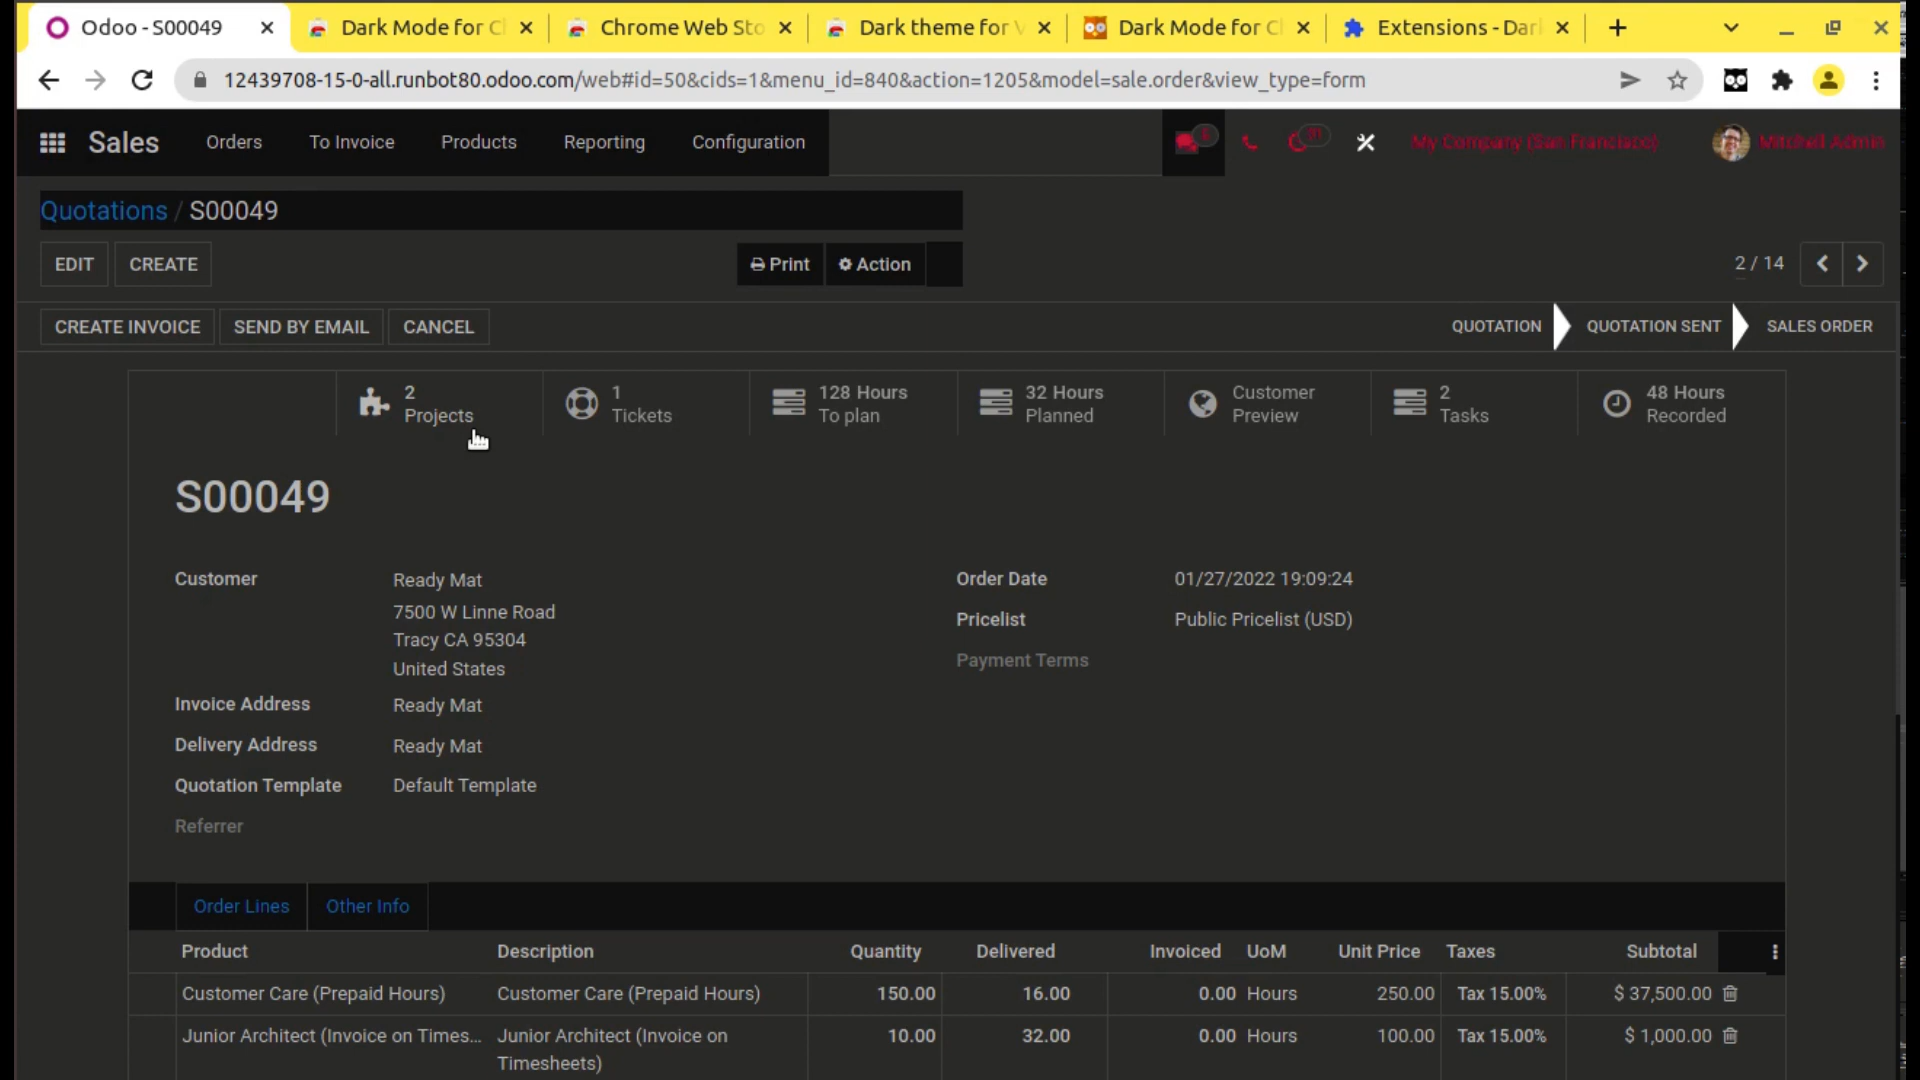 Odoo - S00049
Dark Mode for C
Chrome Web Sto
Dark theme for
Dark Mode for C
Extensions - Dar
12439708-15-0-all.runbot80.odoo.com/web#id=50&cids=1&menu_id=840&action=1205&model=sale.order&view_type=form
Sales Orders To Invoice Products Reporting Configuration
My Company (San Francisco) Mitchell Admin
Quotations / S00049
EDIT CREATE Print Action 2 / 14
CREATE INVOICE SEND BY EMAIL CANCEL QUOTATION QUOTATION SENT SALES ORDER
2
Projects
1
Tickets
128 Hours
To plan
32 Hours
Planned
Customer
Preview
2
Tasks
48 Hours
Recorded
S00049
Customer Ready Mat
7500 W Linne Road
Tracy CA 95304
United States
Invoice Address Ready Mat
Delivery Address Ready Mat
Quotation Template Default Template
Referrer
Order Date 01/27/2022 19:09:24
Pricelist Public Pricelist (USD)
Payment Terms
Order Lines Other Info
Product Description Quantity Delivered Invoiced UoM Unit Price Taxes Subtotal
Customer Care (Prepaid Hours) Customer Care (Prepaid Hours) 150.00 16.00 0.00 Hours 250.00 Tax 15.00% $ 37,500.00
Junior Architect (Invoice on Times... Junior Architect (Invoice on 10.00 32.00 0.00 Hours 100.00 Tax 15.00% $ 1,000.00
Timesheets)